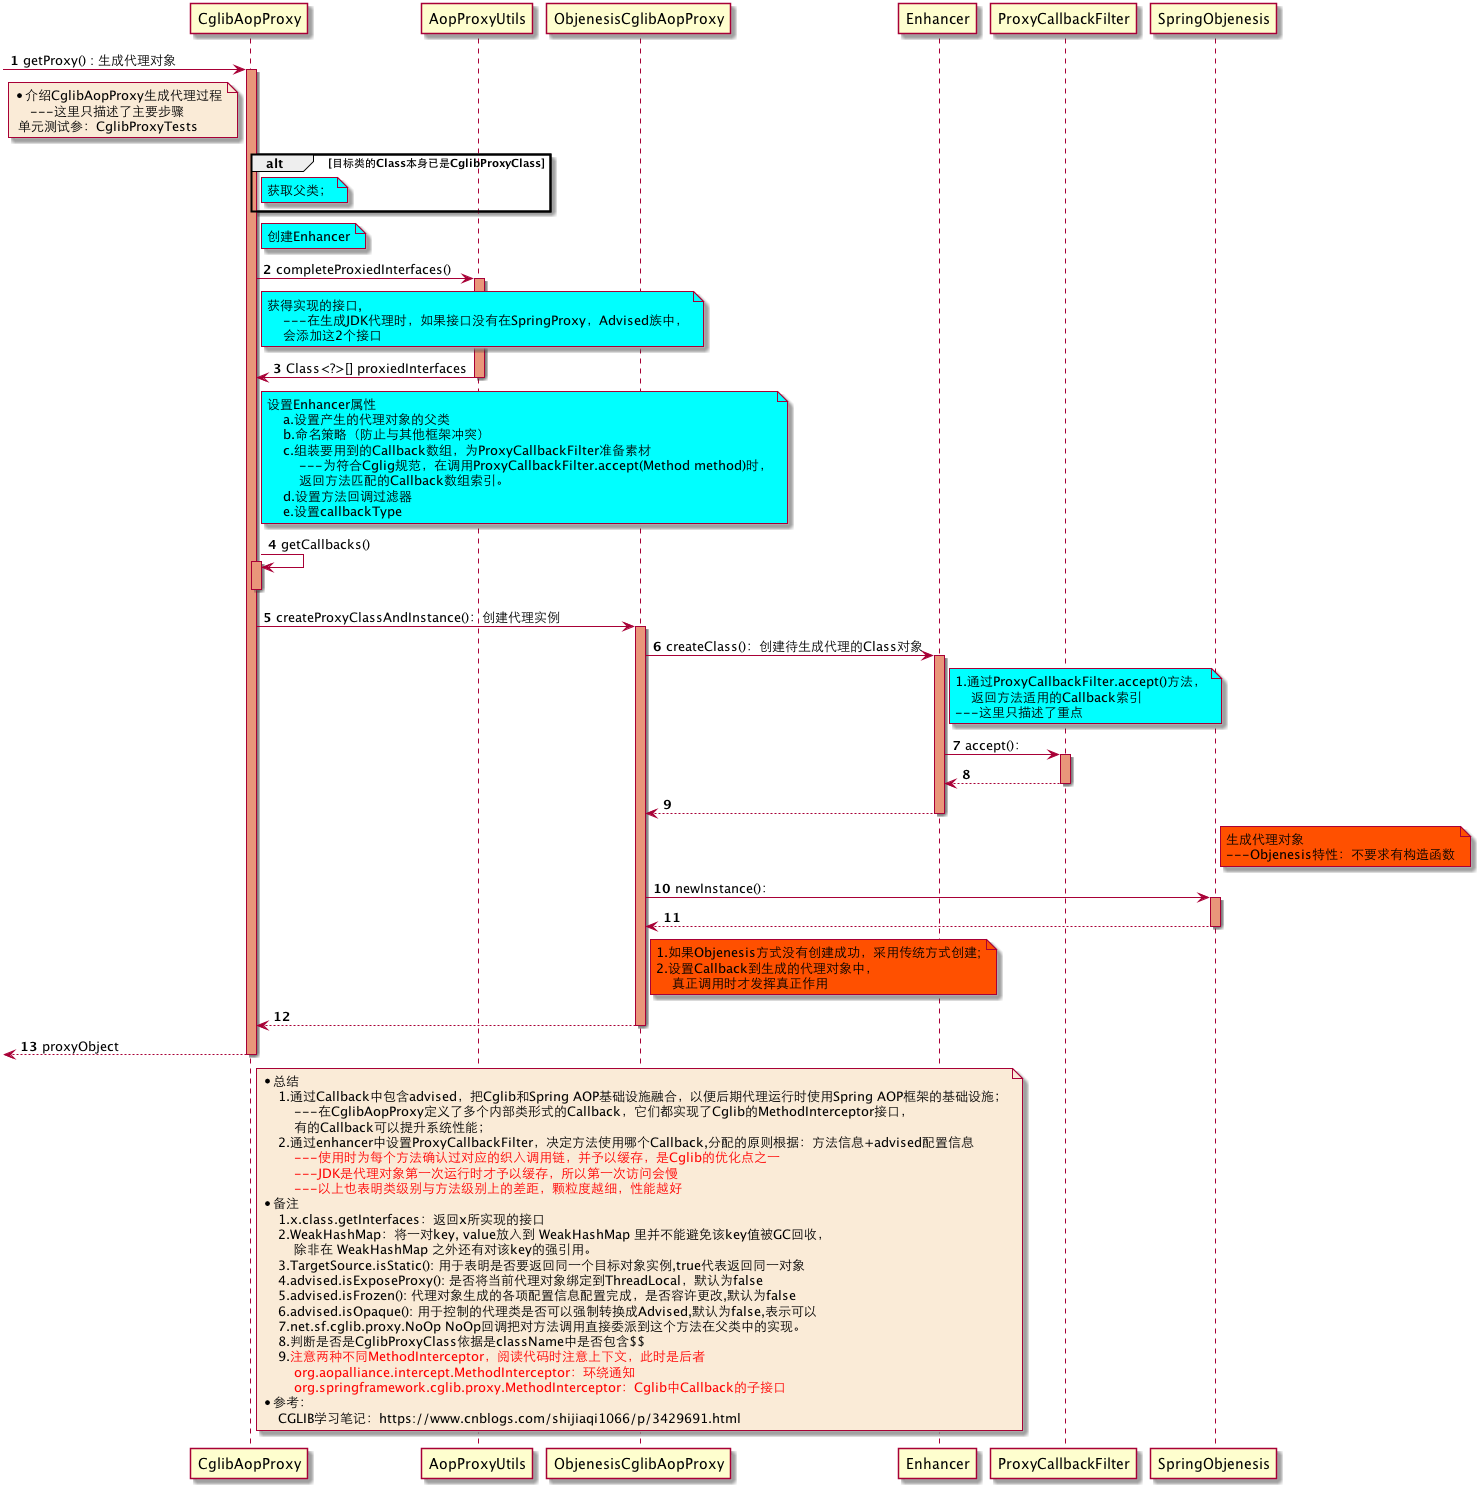 CglibAopProxy
AopProxyUtils
ObjenesisCglibAopProxy
Enhancer
ProxyCallbackFilter
SpringObjenesis
1 getProxy() : 生成代理对象
•介绍CglibAopProxy生成代理过程
---这里只描述了主要步骤
单元测试参：CglibProxyTests
alt [目标类的Class本身已是CglibProxyClass]
获取父类；
创建Enhancer
2 completeProxiedInterfaces()
获得实现的接口，
---在生成JDK代理时，如果接口没有在SpringProxy，Advised族中，
会添加这2个接口
3 Class<?>[] proxiedInterfaces
设置Enhancer属性
a.设置产生的代理对象的父类
b.命名策略（防止与其他框架冲突）
c.组装要用到的Callback数组，为ProxyCallbackFilter准备素材
---为符合Cglig规范，在调用ProxyCallbackFilter.accept(Method method)时，
返回方法匹配的Callback数组索引。
d.设置方法回调过滤器
e.设置callbackType
4 getCallbacks()
5 createProxyClassAndInstance()：创建代理实例
6 createClass()：创建待生成代理的Class对象
1.通过ProxyCallbackFilter.accept()方法，
返回方法适用的Callback索引
---这里只描述了重点
7 accept()：
8
9
生成代理对象
---Objenesis特性：不要求有构造函数
10 newInstance()：
11
1.如果Objenesis方式没有创建成功，采用传统方式创建;
2.设置Callback到生成的代理对象中，
真正调用时才发挥真正作用
12
13 proxyObject
•总结
1.通过Callback中包含advised，把Cglib和Spring AOP基础设施融合，以便后期代理运行时使用Spring AOP框架的基础设施；
---在CglibAopProxy定义了多个内部类形式的Callback，它们都实现了Cglib的MethodInterceptor接口，
有的Callback可以提升系统性能；
2.通过enhancer中设置ProxyCallbackFilter，决定方法使用哪个Callback,分配的原则根据：方法信息+advised配置信息
---使用时为每个方法确认过对应的织入调用链，并予以缓存，是Cglib的优化点之一
---JDK是代理对象第一次运行时才予以缓存，所以第一次访问会慢
---以上也表明类级别与方法级别上的差距，颗粒度越细，性能越好
•备注
1.x.class.getInterfaces：返回x所实现的接口
2.WeakHashMap：将一对key, value放入到 WeakHashMap 里并不能避免该key值被GC回收，
除非在 WeakHashMap 之外还有对该key的强引用。
3.TargetSource.isStatic(): 用于表明是否要返回同一个目标对象实例,true代表返回同一对象
4.advised.isExposeProxy(): 是否将当前代理对象绑定到ThreadLocal，默认为false
5.advised.isFrozen(): 代理对象生成的各项配置信息配置完成，是否容许更改,默认为false
6.advised.isOpaque(): 用于控制的代理类是否可以强制转换成Advised,默认为false,表示可以
7.net.sf.cglib.proxy.NoOp NoOp回调把对方法调用直接委派到这个方法在父类中的实现。
8.判断是否是CglibProxyClass依据是className中是否包含$$
9.注意两种不同MethodInterceptor，阅读代码时注意上下文，此时是后者
org.aopalliance.intercept.MethodInterceptor：环绕通知
org.springframework.cglib.proxy.MethodInterceptor：Cglib中Callback的子接口
•参考：
CGLIB学习笔记：https://www.cnblogs.com/shijiaqi1066/p/3429691.html
CglibAopProxy
AopProxyUtils
ObjenesisCglibAopProxy
Enhancer
ProxyCallbackFilter
SpringObjenesis